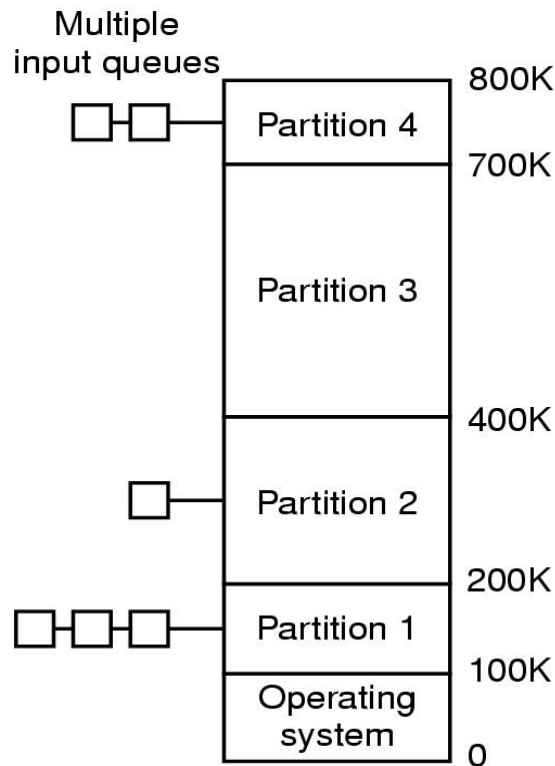 Multiple
input queues
800K
Partition 4
700K
Partition 3
400K
Partition 2
200K
Partition 1
100K
Operating
system
0